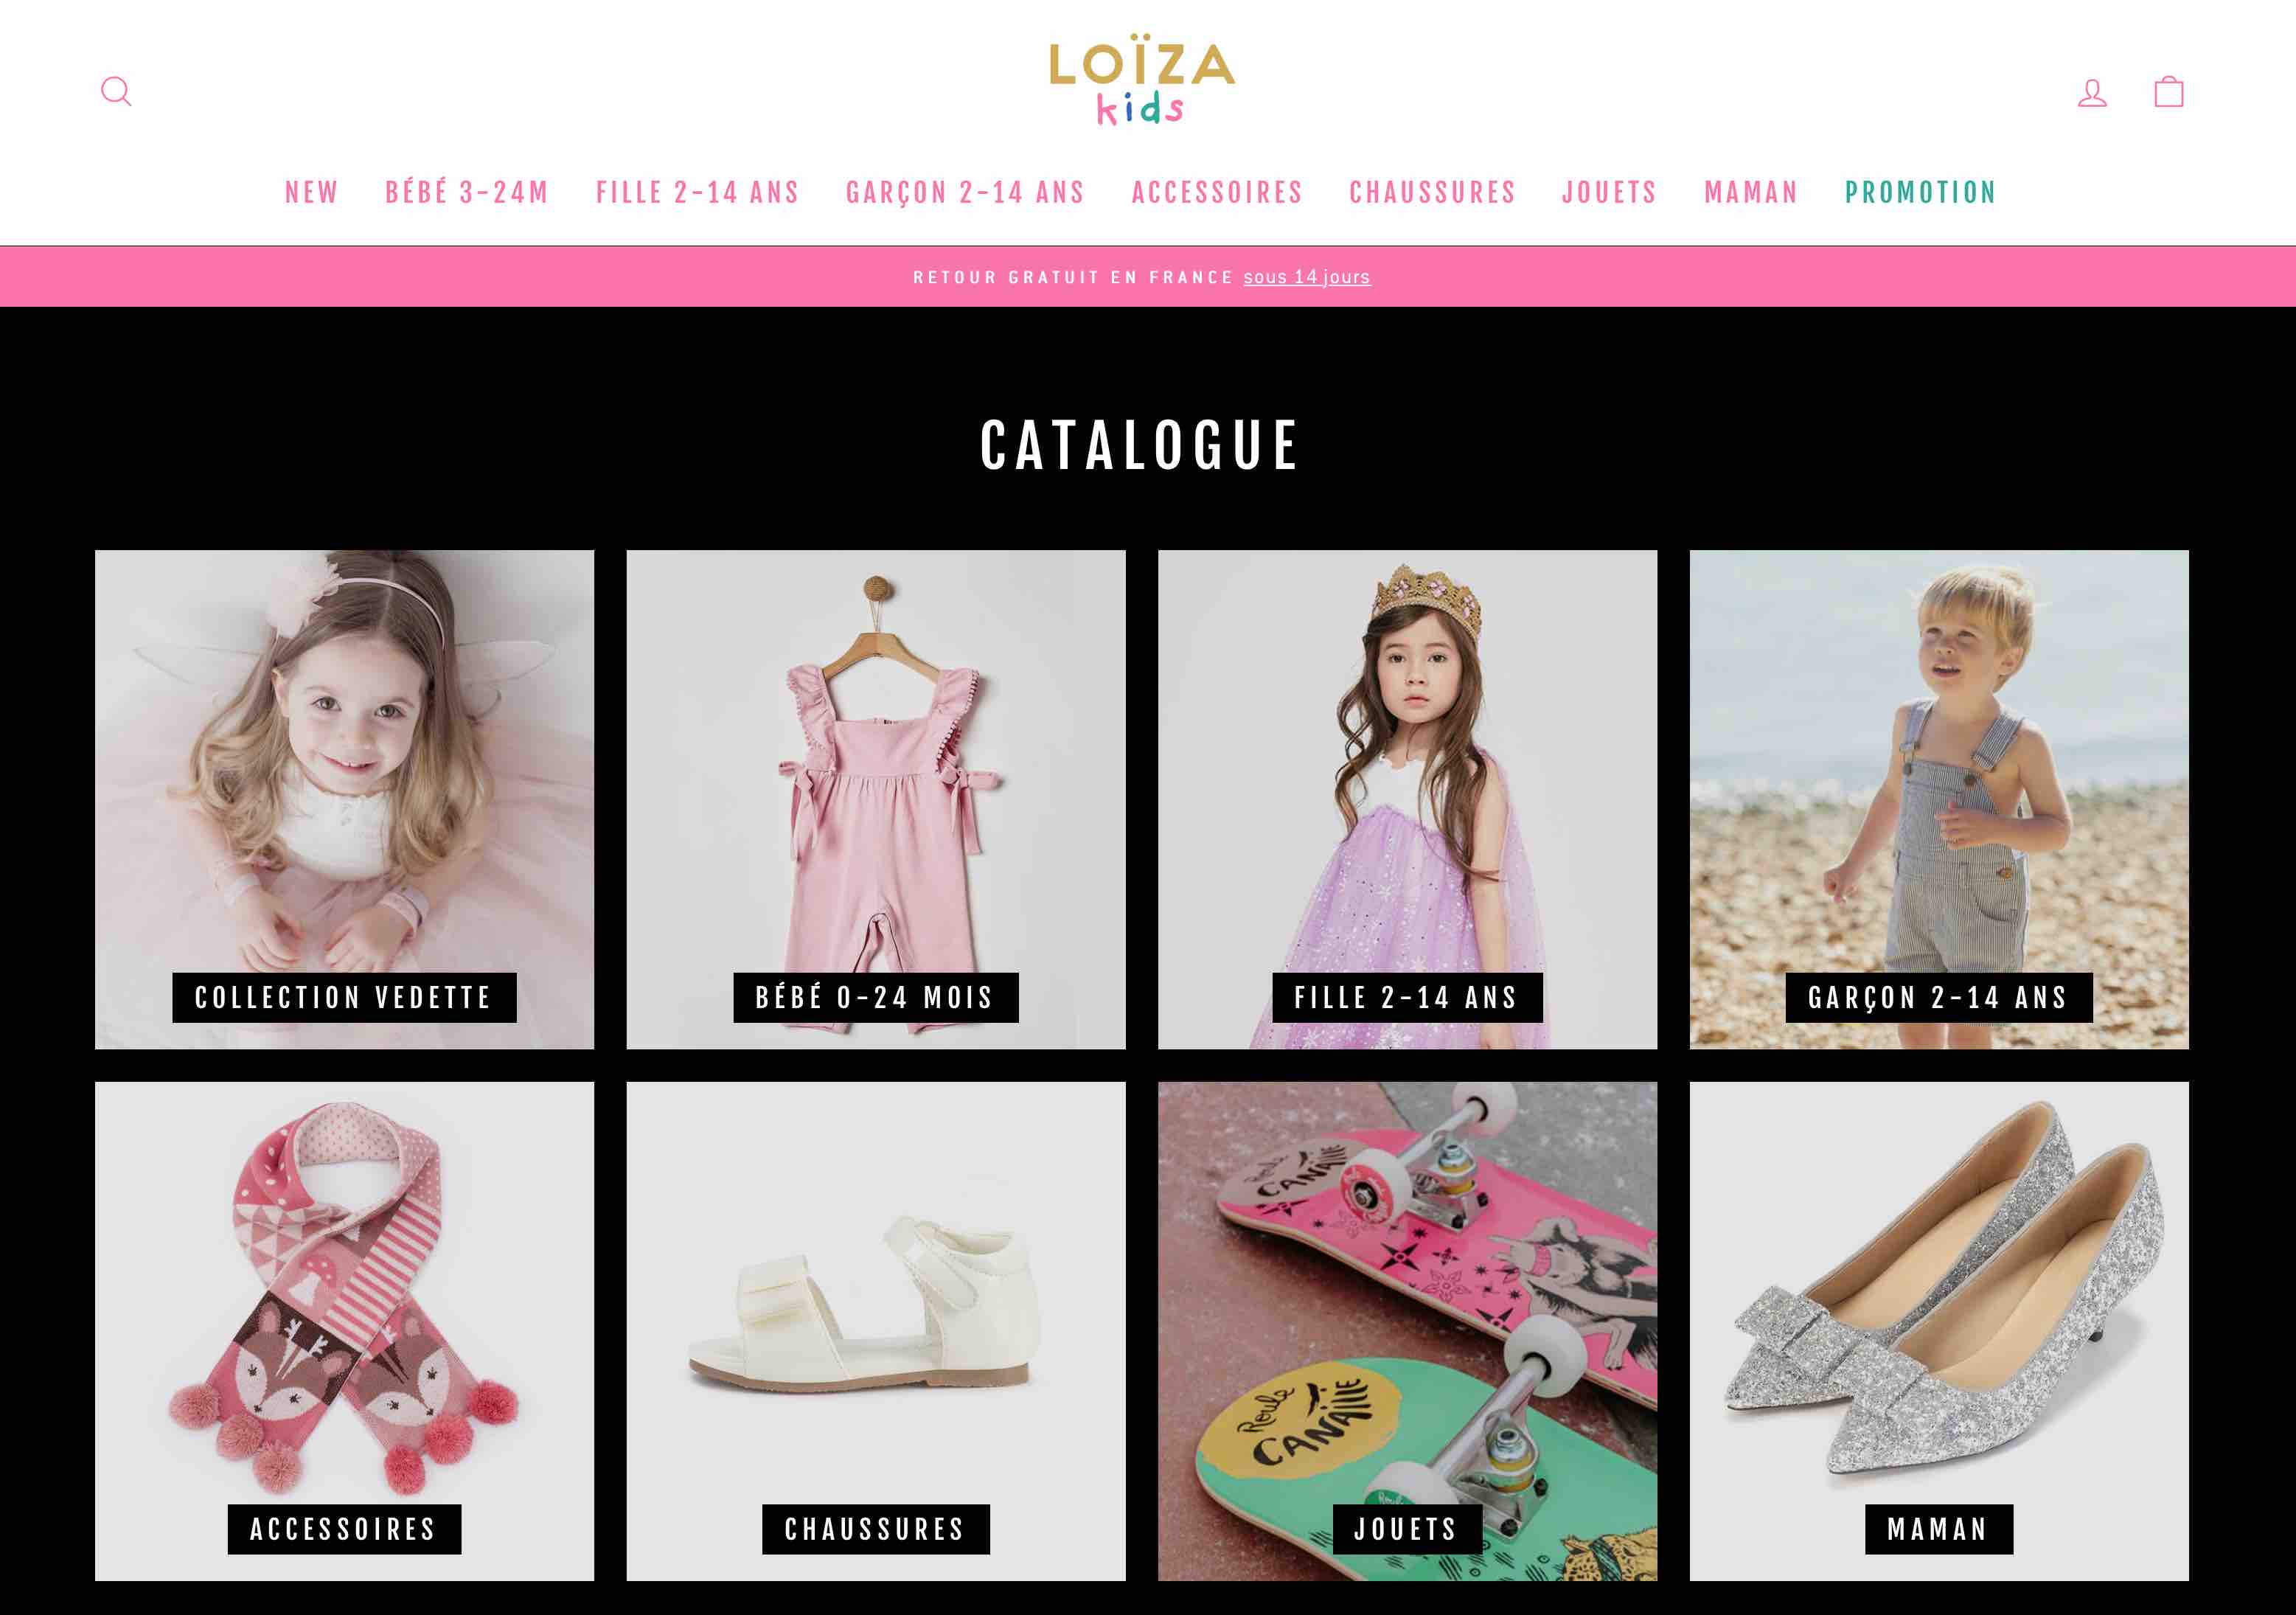 LOÏZA
kids
NEW BÉBÉ 3-24M FILLE 2-14 ANS GARÇON 2-14 ANS ACCESSOIRES CHAUSSURES JOUETS MAMAN PROMOTION
RETOUR GRATUIT EN FRANCE sous 14 jours
CATALOGUE
COLLECTION VEDETTE
BÉBÉ 0-24 MOIS
FILLE 2-14 ANS
GARÇON 2-14 ANS
Roule
CANAILLE
Roule
CANAILLE
ACCESSOIRES
CHAUSSURES
JOUETS
MAMAN